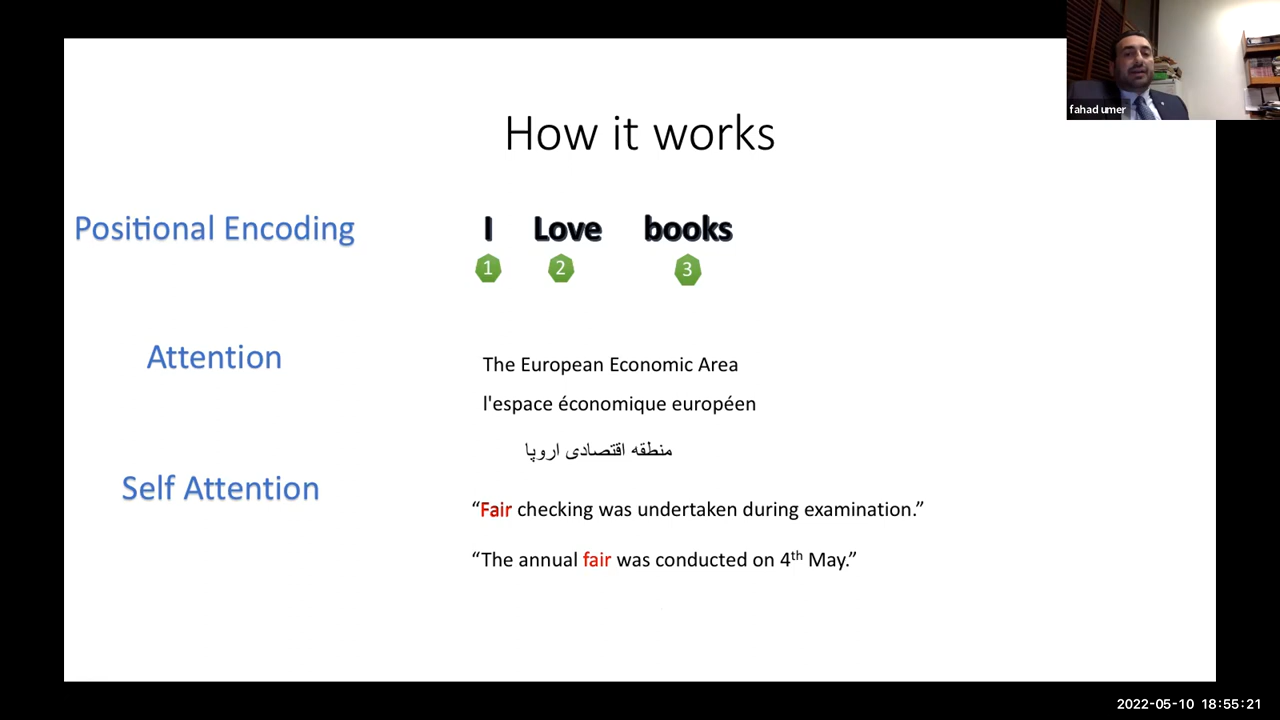 fahad umer
How it works
Positional Encoding
I Love books
1 2 3
Attention
The European Economic Area
l'espace économique européen
منطقه اقتصادی اروپا
Self Attention
“Fair checking was undertaken during examination.”
“The annual fair was conducted on 4th May.”
2022-05-10 18:55:21